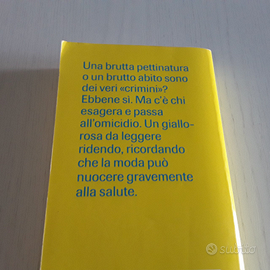 Una brutta pettinatura
o un brutto abito sono
dei veri «crimini»?
Ebbene sì. Ma c'è chi
esagera e passa
all'omicidio. Un giallo-
rosa da leggere
ridendo, ricordando
che la moda può
nuocere gravemente
alla salute.
subito